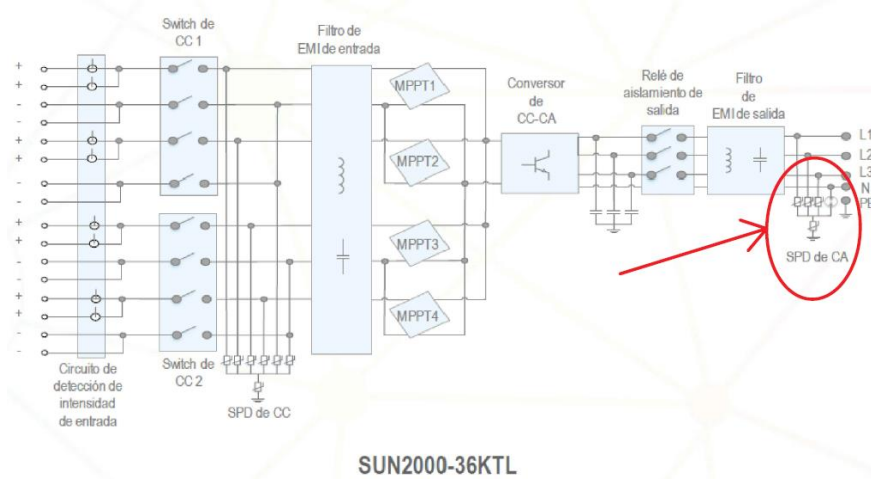 Switch de
CC 1
Filtro de
EMI de entrada
Conversor
de
CC-CA
Relé de
aislamiento de
salida
Filtro
de
EMI de salida
+
+
-
-
+
+
-
-
+
+
-
-
+
+
-
-
MPPT1
MPPT2
MPPT3
MPPT4
L1
L2
L3
N
PE
SPD de CA
Circuito de
detección de
intensidad
de entrada
Switch de
CC 2
SPD de CC
SUN2000-36KTL